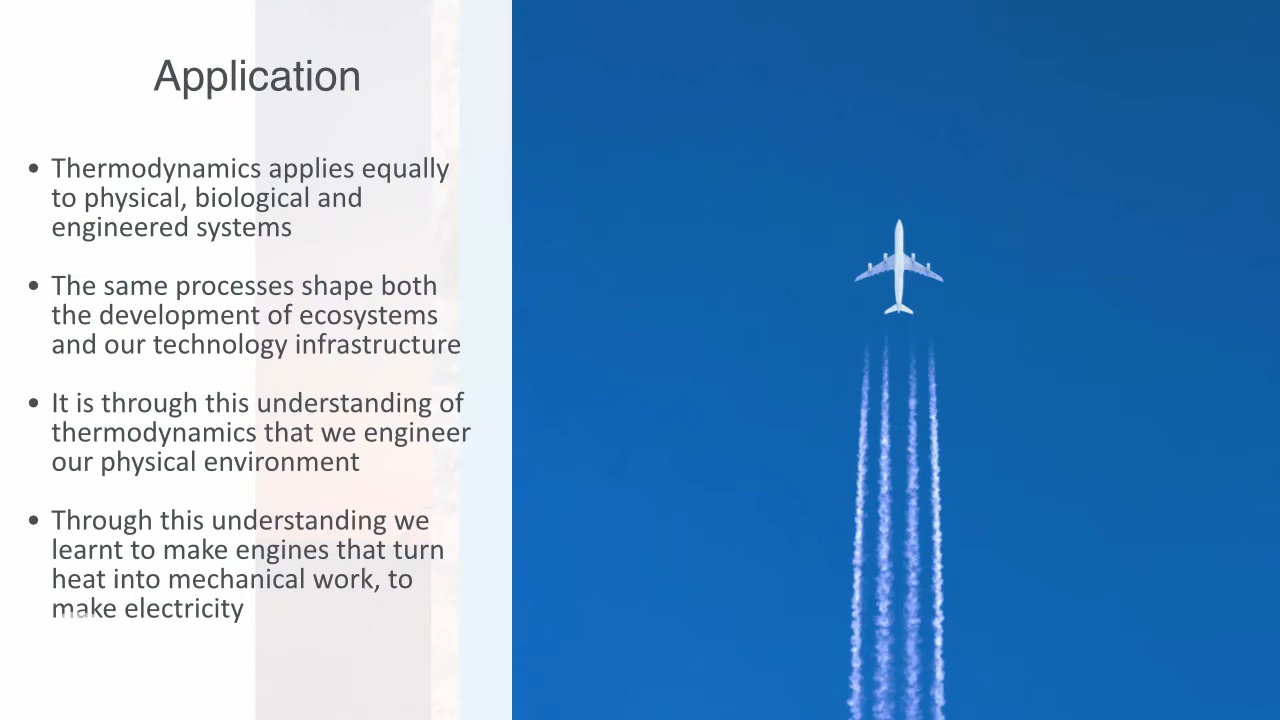 Application
• Thermodynamics applies equally
to physical, biological and
engineered systems
• The same processes shape both
the development of ecosystems
and our technology infrastructure
• It is through this understanding of
thermodynamics that we engineer
our physical environment
• Through this understanding we
learnt to make engines that turn
heat into mechanical work, to
make electricity